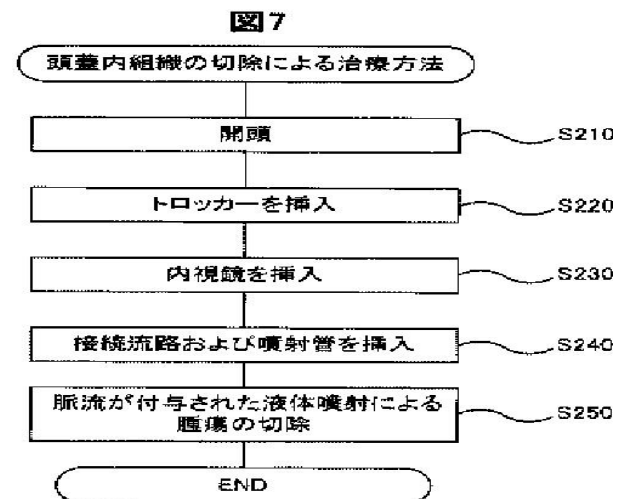 図7
頭蓋内組織の切除による治療方法
開頭
S210
トロッカーを挿入
S220
内視鏡を挿入
S230
接続流路および噴射管を挿入
S240
脈流が付与された液体噴射による
腫瘍の切除
S250
END